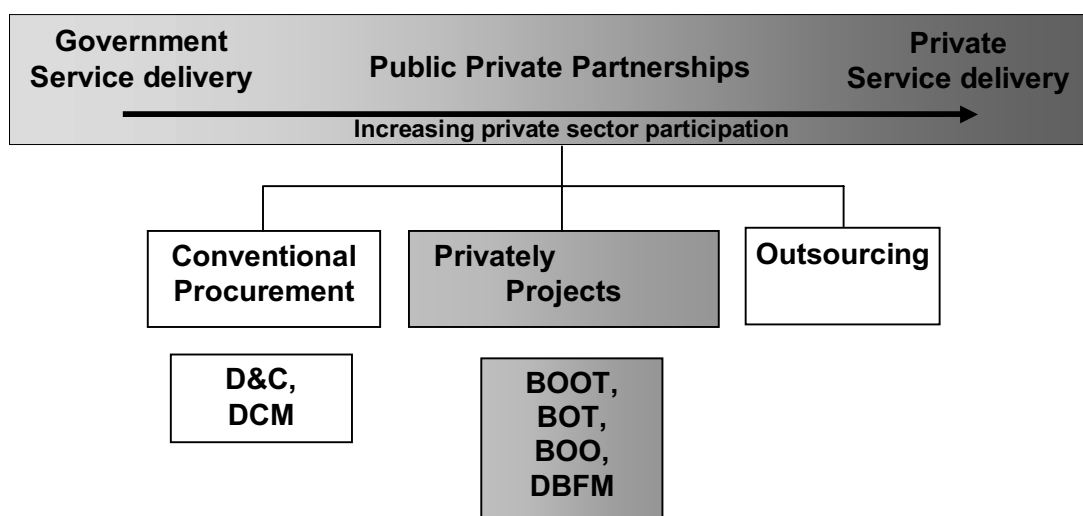 Government
Service delivery
Public Private Partnerships
Private
Service delivery
Increasing private sector participation
Conventional
Procurement
Privately
Projects
Outsourcing
D&C,
DCM
BOOT,
BOT,
BOO,
DBFM